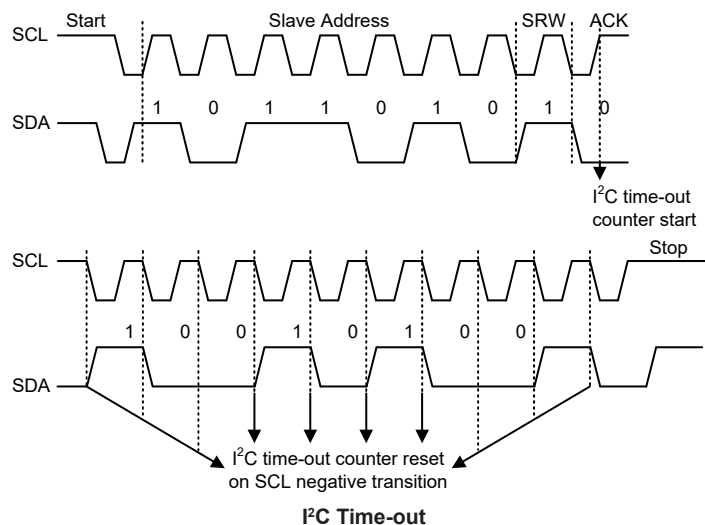 Start Slave Address SRW ACK
SCL
1 0 1 1 0 1 0 1 0
SDA
I²C time-out
counter start
Stop
SCL
1 0 0 1 0 1 0 0
SDA
I²C time-out counter reset
on SCL negative transition
I²C Time-out